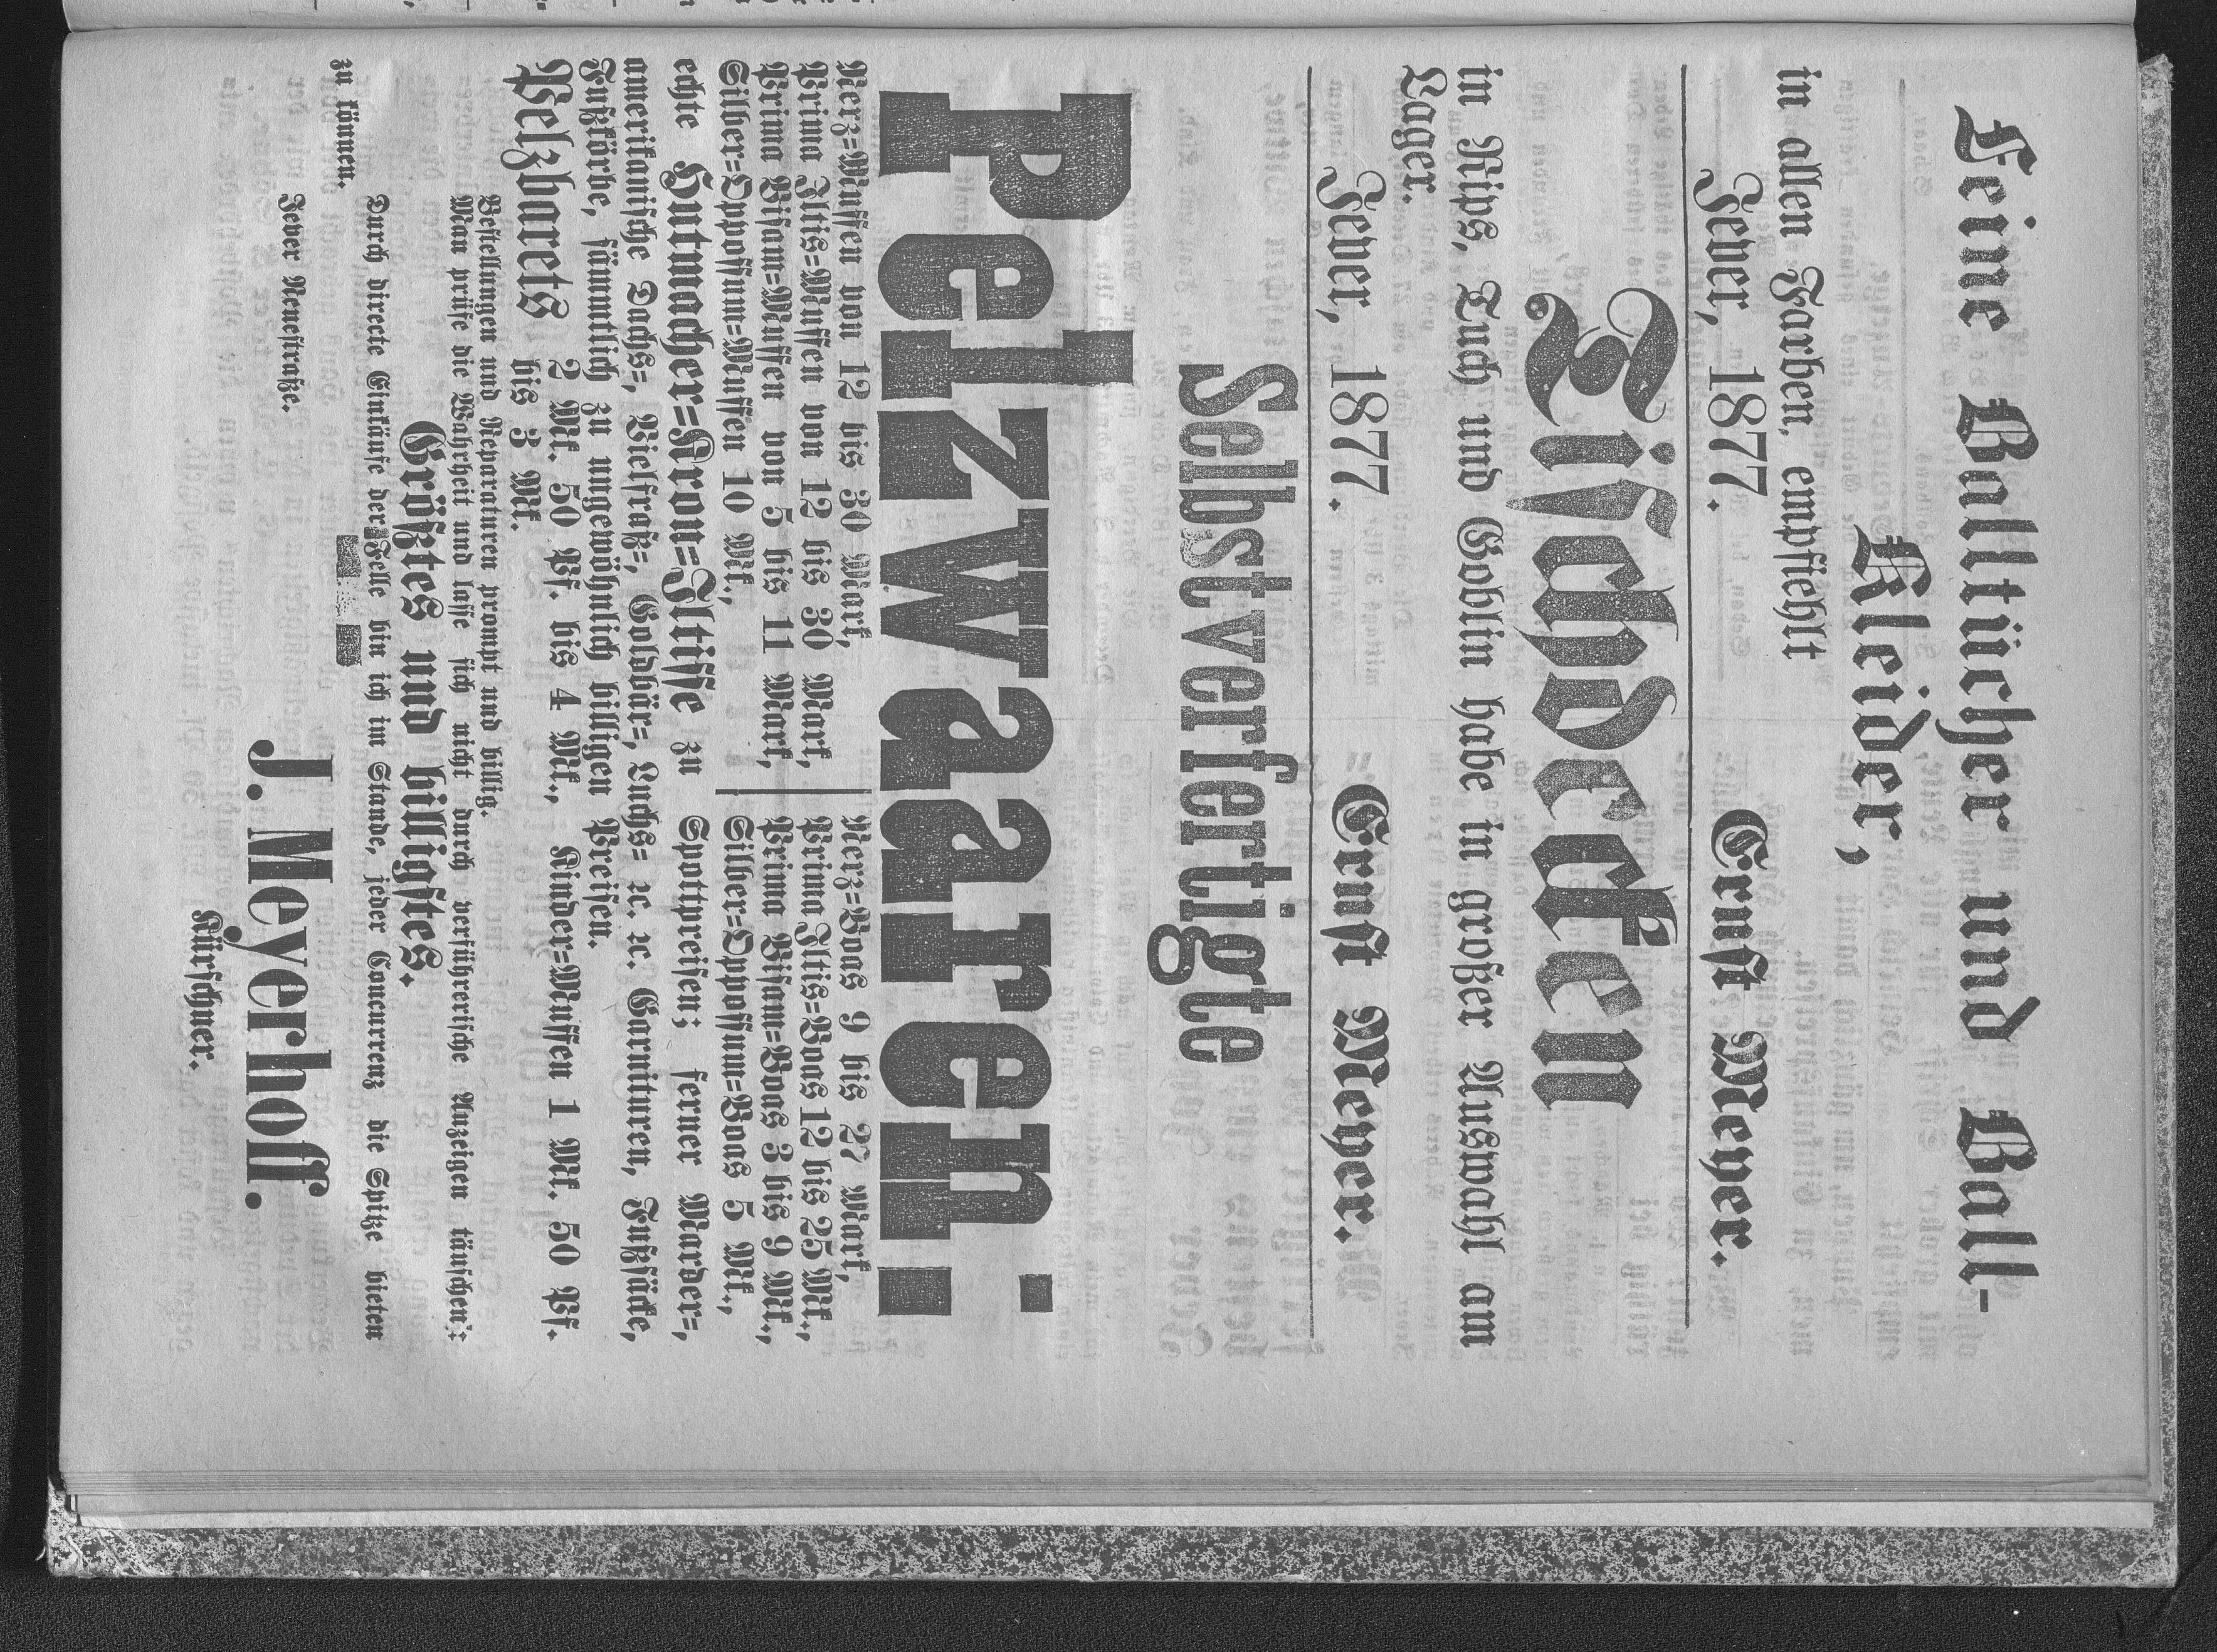 Feine Balltücher und Ball-
Kleider,
in allen Farben, empfiehlt
Jever, 1877. Ernst Meyer.
Tischdecken
in Rips, Tuch und Goblin habe in großer Auswahl am
Lager.
Jever, 1877. Ernst Meyer.
Selbstverfertigte
Pelzwaaren:
Nerz=Muffen von 12 bis 30 Mark,
Prima Iltis=Muffen von 12 bis 30 Mark,
Prima Bisam=Muffen von 5 bis 11 Mark,
Silber=Oppossum=Muffen 10 Mk.,
Nerz=Boas 9 bis 27 Mark,
Prima Iltis=Boas 12 bis 25 Mk.,
Prima Bisam=Boas 3 bis 9 Mk.,
Silber=Oppossum=Boas 5 Mk.,
echte Hutmacher=Kron=Iltisse zu Spottpreisen; ferner Marder=,
amerikanische Dachs=, Vielfraß=, Goldbär=, Luchs= ꝛc. ꝛc. Garnituren, Fußsäcke,
Fußkörbe, sämmtlich zu ungewöhnlich billigen Preisen.
Pelzbarets 2 Mk. 50 Pf. bis 4 Mk., Kinder=Muffen 1 Mk. 50 Pf.
bis 3 Mk.
Bestellungen und Reparaturen prompt und billig.
Man prüfe die Wahrheit und lasse sich nicht durch verführerische Anzeigen täuschen;
Größtes und billigstes.
Durch directe Einkäufe der Felle bin ich im Stande, jeder Concurrenz die Spitze bieten
zu können.
Jever Neuestraße.
J. Meyerhoff.
Kürschner.